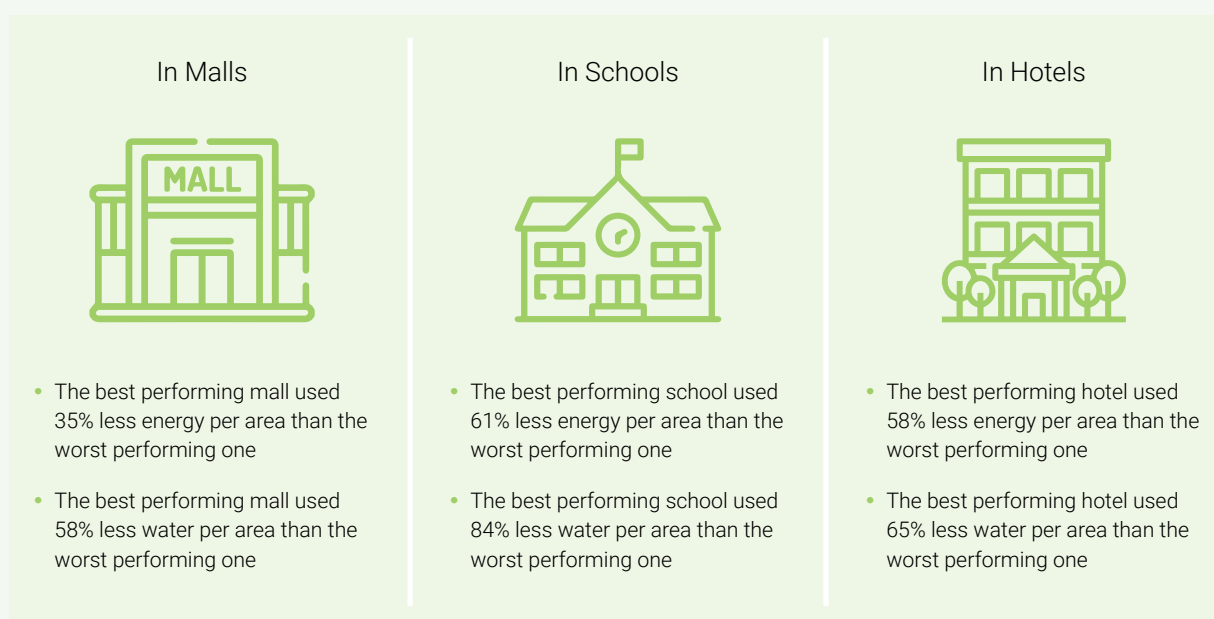 In Malls
MALL
• The best performing mall used
35% less energy per area than the
worst performing one
• The best performing mall used
58% less water per area than the
worst performing one
In Schools
• The best performing school used
61% less energy per area than the
worst performing one
• The best performing school used
84% less water per area than the
worst performing one
In Hotels
• The best performing hotel used
58% less energy per area than the
worst performing one
• The best performing hotel used
65% less water per area than the
worst performing one